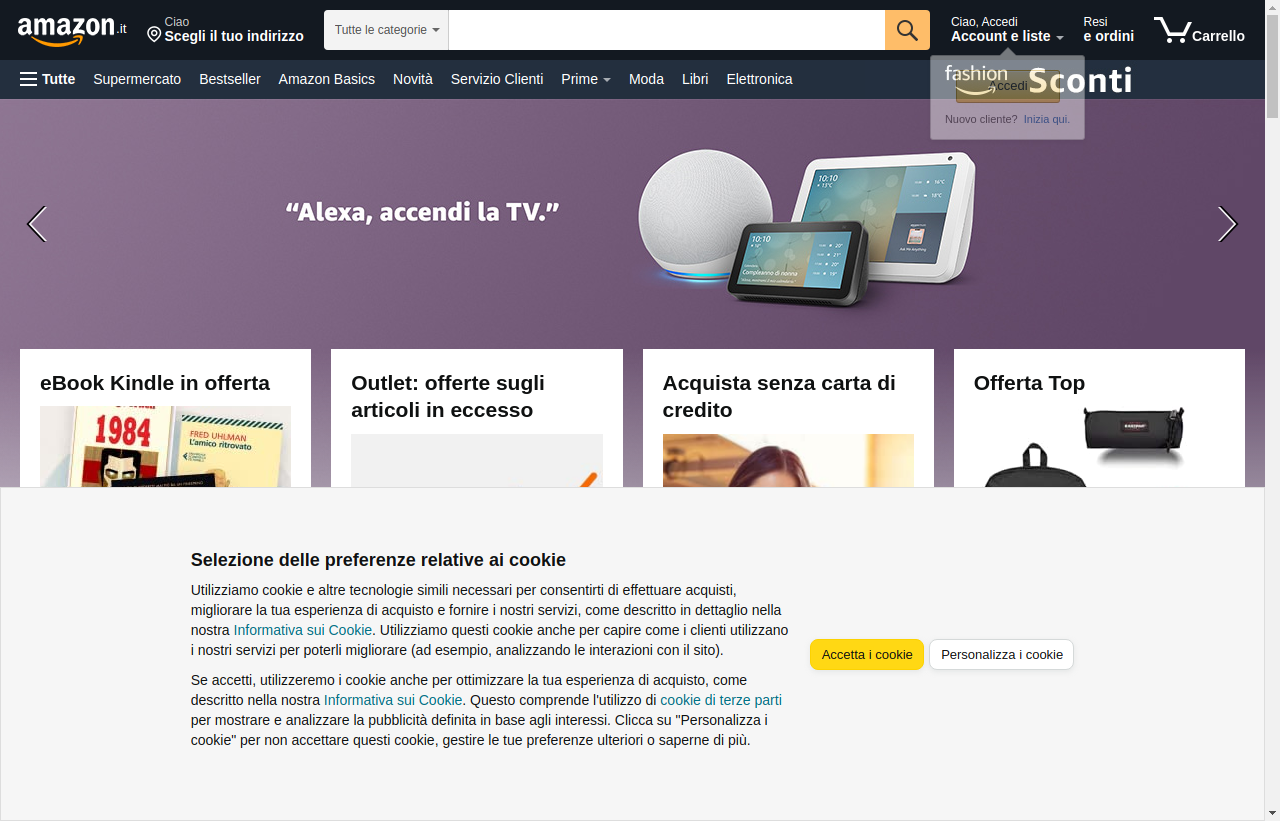 amazon.it
Ciao
Scegli il tuo indirizzo
Tutte le categorie
Ciao, Accedi
Account e liste
Resi
e ordini
Carrello
Tutte
Supermercato
Bestseller
Amazon Basics
Novità
Servizio Clienti
Prime
Moda
Libri
Elettronica
fashion Sconti
Accedi
Nuovo cliente? Inizia qui.
“Alexa, accendi la TV.”
10:10
10:10
Compleanno di nonna
eBook Kindle in offerta
Outlet: offerte sugli
articoli in eccesso
Acquista senza carta di
credito
Offerta Top
1984
FRED UHLMAN
L'amico ritrovato
EASTPAK
Selezione delle preferenze relative ai cookie
Utilizziamo cookie e altre tecnologie simili necessari per consentirti di effettuare acquisti,
migliorare la tua esperienza di acquisto e fornire i nostri servizi, come descritto in dettaglio nella
nostra Informativa sui Cookie. Utilizziamo questi cookie anche per capire come i clienti utilizzano
i nostri servizi per poterli migliorare (ad esempio, analizzando le interazioni con il sito).
Se accetti, utilizzeremo i cookie anche per ottimizzare la tua esperienza di acquisto, come
descritto nella nostra Informativa sui Cookie. Questo comprende l'utilizzo di cookie di terze parti
per mostrare e analizzare la pubblicità definita in base agli interessi. Clicca su "Personalizza i
cookie" per non accettare questi cookie, gestire le tue preferenze ulteriori o saperne di più.
Accetta i cookie
Personalizza i cookie